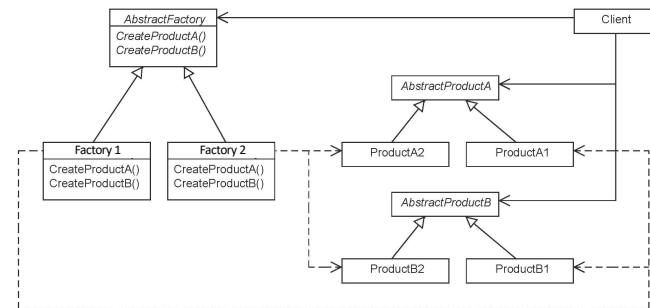 AbstractFactory
Client
CreateProductA()
CreateProductB()
AbstractProductA
Factory 1
Factory 2
ProductA2
ProductA1
CreateProductA()
CreateProductB()
CreateProductA()
CreateProductB()
AbstractProductB
ProductB2
ProductB1